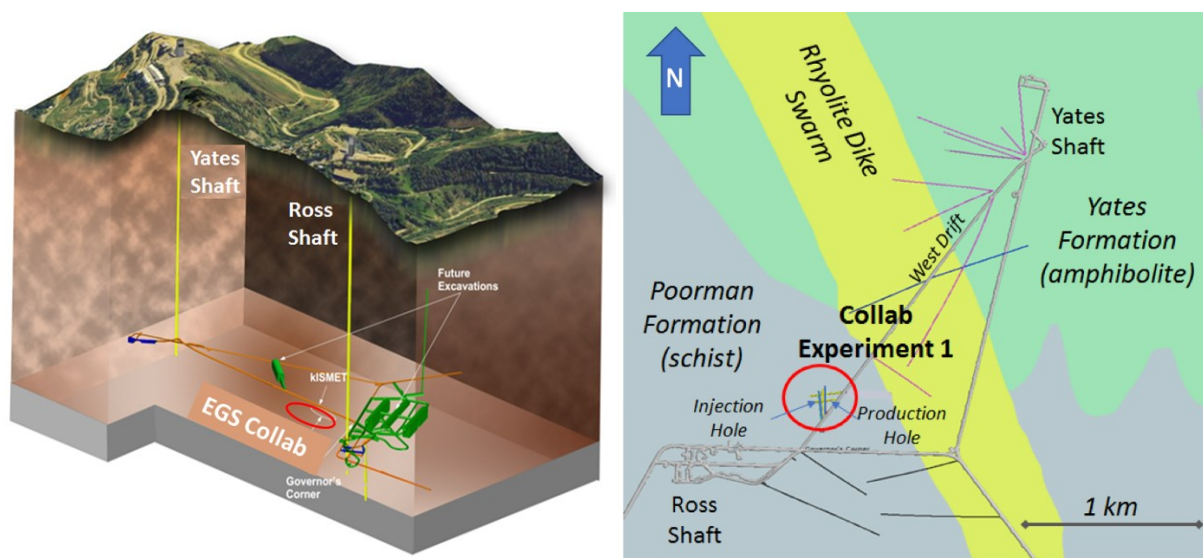 Yates
Shaft
Ross
Shaft
Future
Excavations
kISMET
EGS Collab
Governor's
Corner
N
Rhyolite Dike
Swarm
Yates
Shaft
West Drift
Yates
Formation
(amphibolite)
Poorman
Formation
(schist)
Collab
Experiment 1
Injection
Hole
Production
Hole
Governor's Corner
Ross
Shaft
1 km